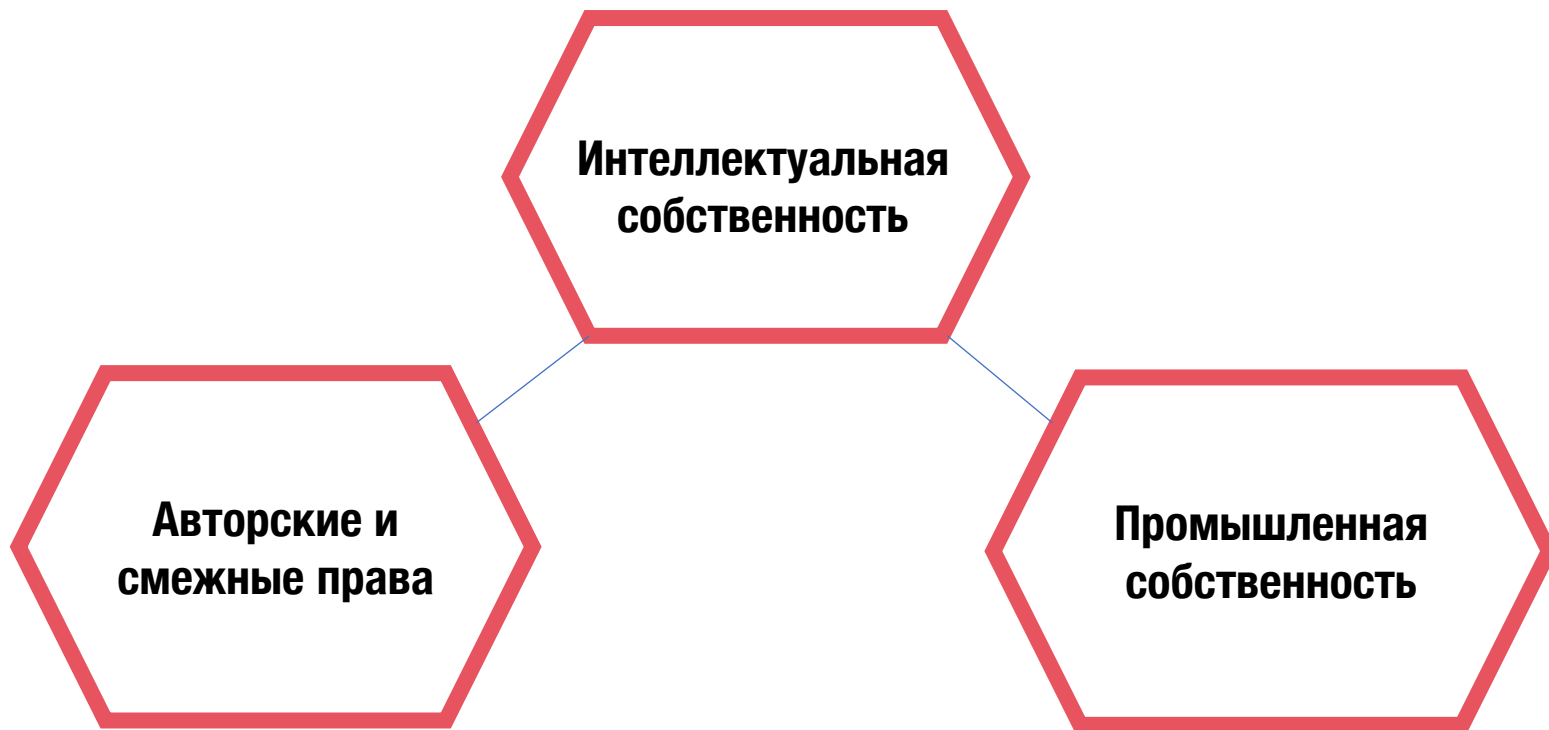 Интеллектуальная
собственность
Авторские и
смежные права
Промышленная
собственность